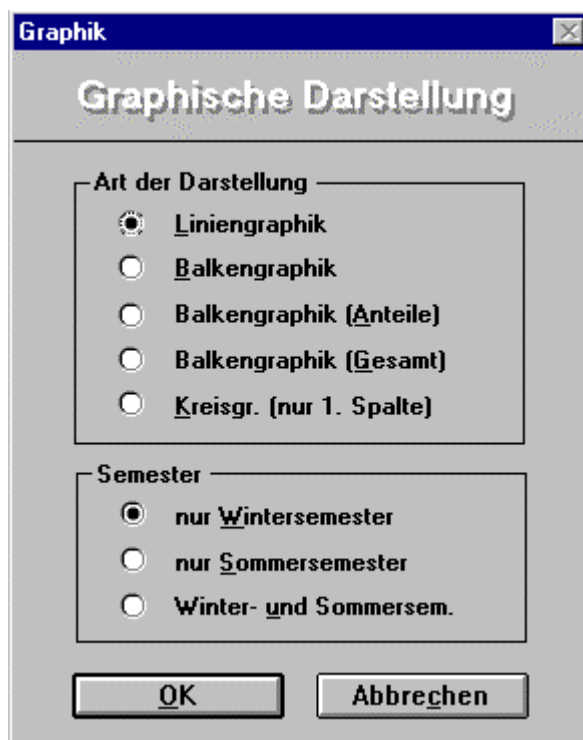 Graphik
Graphische Darstellung
Art der Darstellung
Liniengraphik
Balkengraphik
Balkengraphik (Anteile)
Balkengraphik (Gesamt)
Kreisgr. (nur 1. Spalte)
Semester
nur Wintersemester
nur Sommersemester
Winter- und Sommersem.
OK Abbrechen